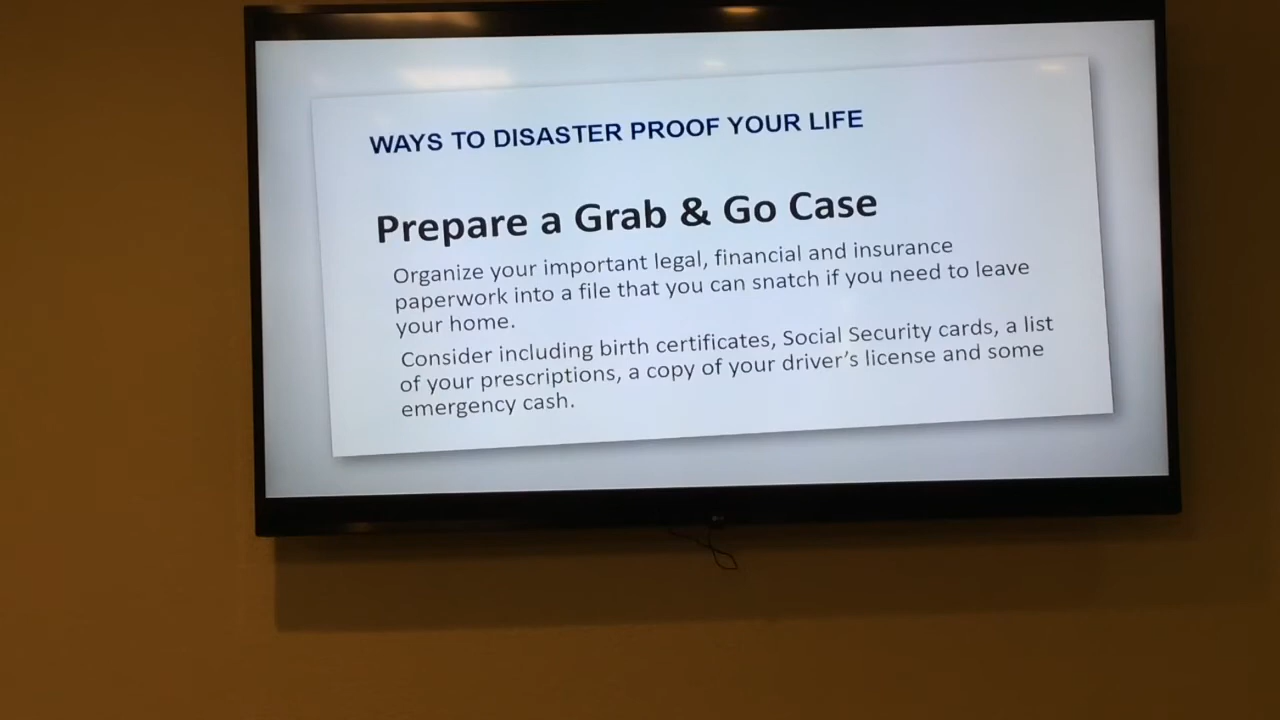 WAYS TO DISASTER PROOF YOUR LIFE
Prepare a Grab & Go Case
Organize your important legal, financial and insurance
paperwork into a file that you can snatch if you need to leave
your home.
Consider including birth certificates, Social Security cards, a list
of your prescriptions, a copy of your driver’s license and some
emergency cash.